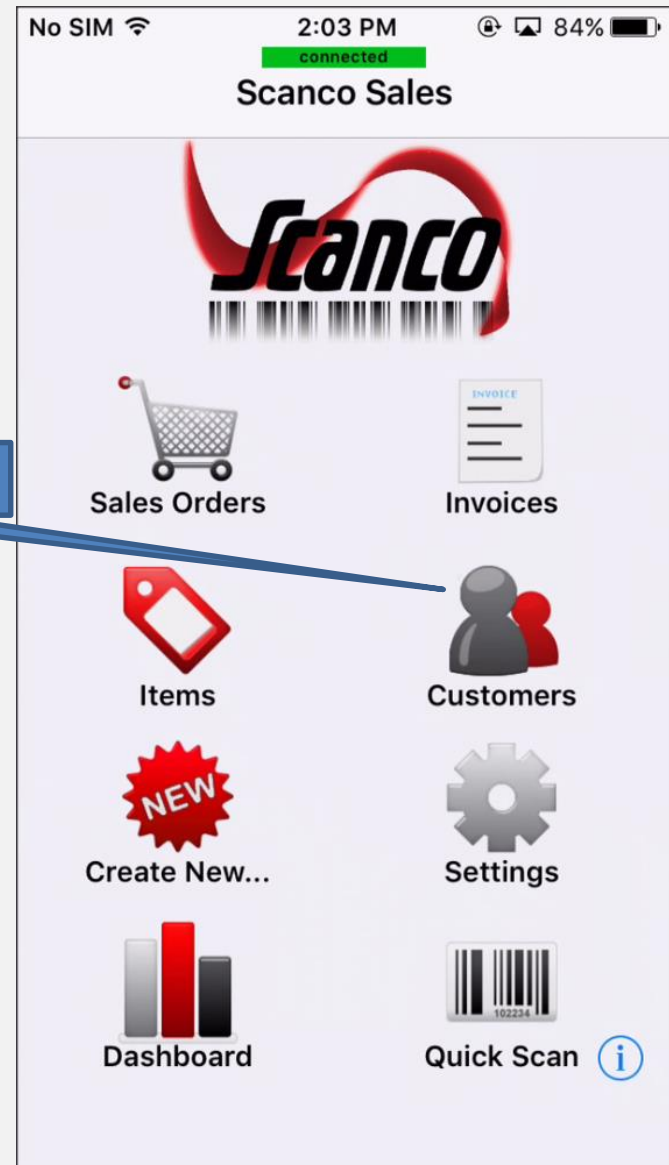 No SIM 2:03 PM 84%
connected
Scanco Sales
Scanco
INVOICE
Sales Orders Invoices
Items Customers
NEW
Create New... Settings
102234
Dashboard Quick Scan i